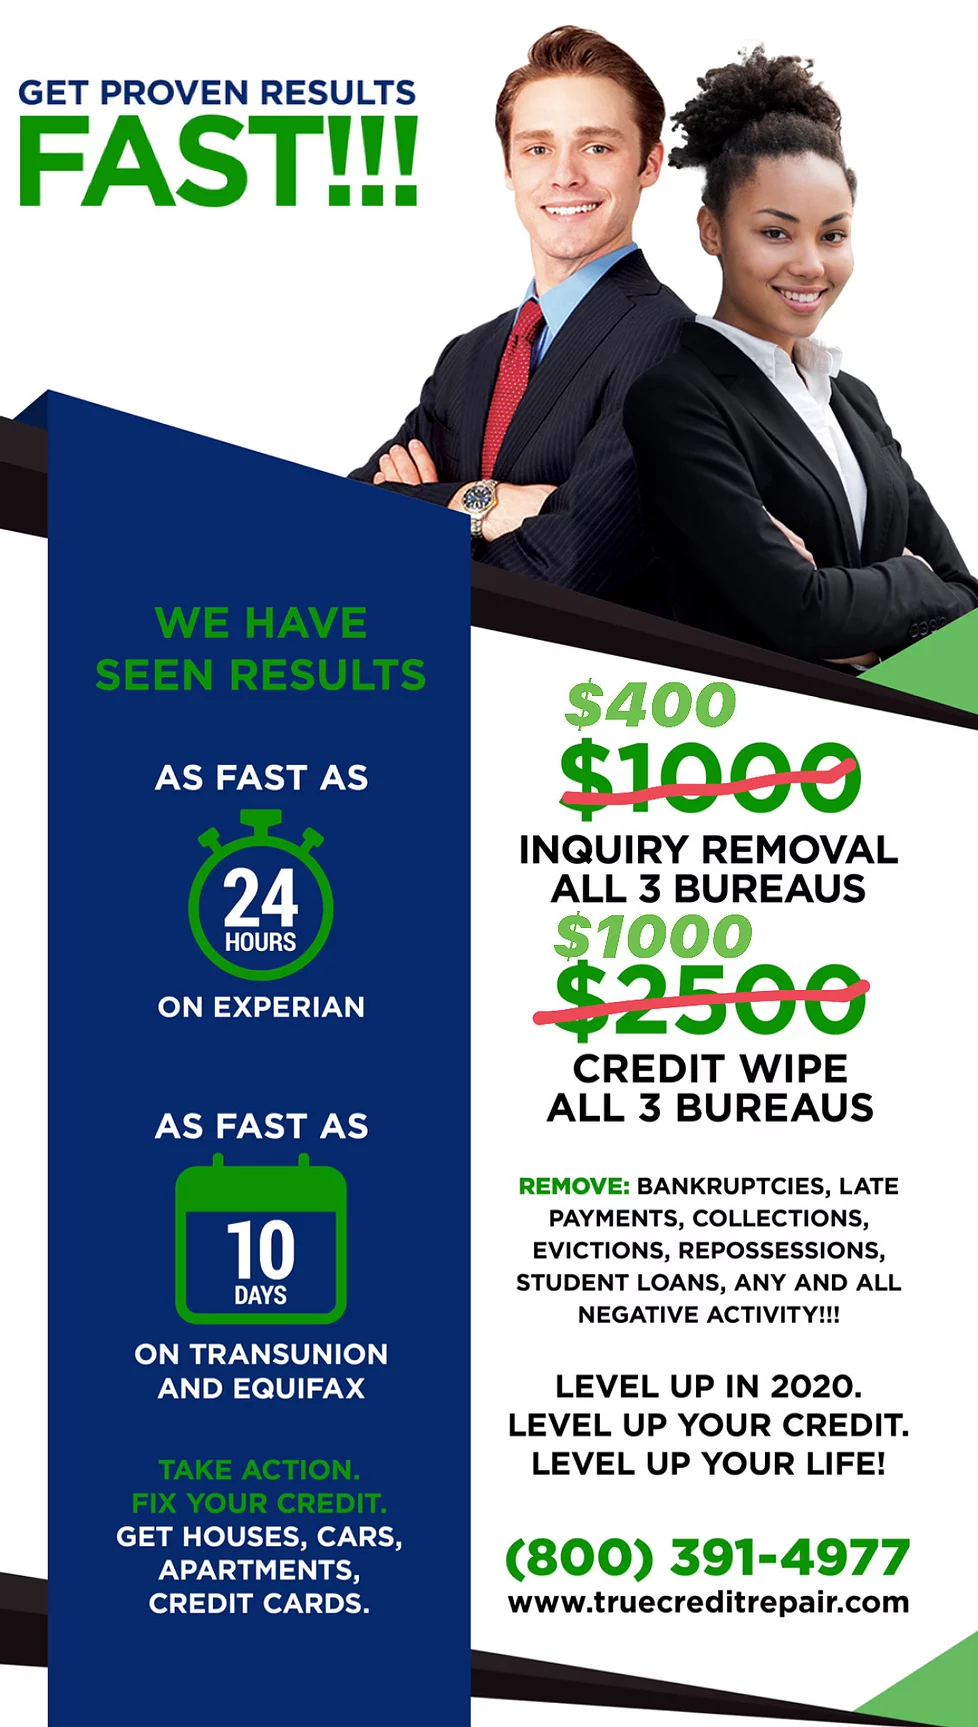 GET PROVEN RESULTS
FAST!!!
WE HAVE
SEEN RESULTS
AS FAST AS
24
HOURS
ON EXPERIAN
AS FAST AS
10
DAYS
ON TRANSUNION
AND EQUIFAX
TAKE ACTION.
FIX YOUR CREDIT.
GET HOUSES, CARS,
APARTMENTS,
CREDIT CARDS.
$400
$1000
INQUIRY REMOVAL
ALL 3 BUREAUS
$1000
$2500
CREDIT WIPE
ALL 3 BUREAUS
REMOVE: BANKRUPTCIES, LATE
PAYMENTS, COLLECTIONS,
EVICTIONS, REPOSSESSIONS,
STUDENT LOANS, ANY AND ALL
NEGATIVE ACTIVITY!!!
LEVEL UP IN 2020.
LEVEL UP YOUR CREDIT.
LEVEL UP YOUR LIFE!
(800) 391-4977
www.truecreditrepair.com